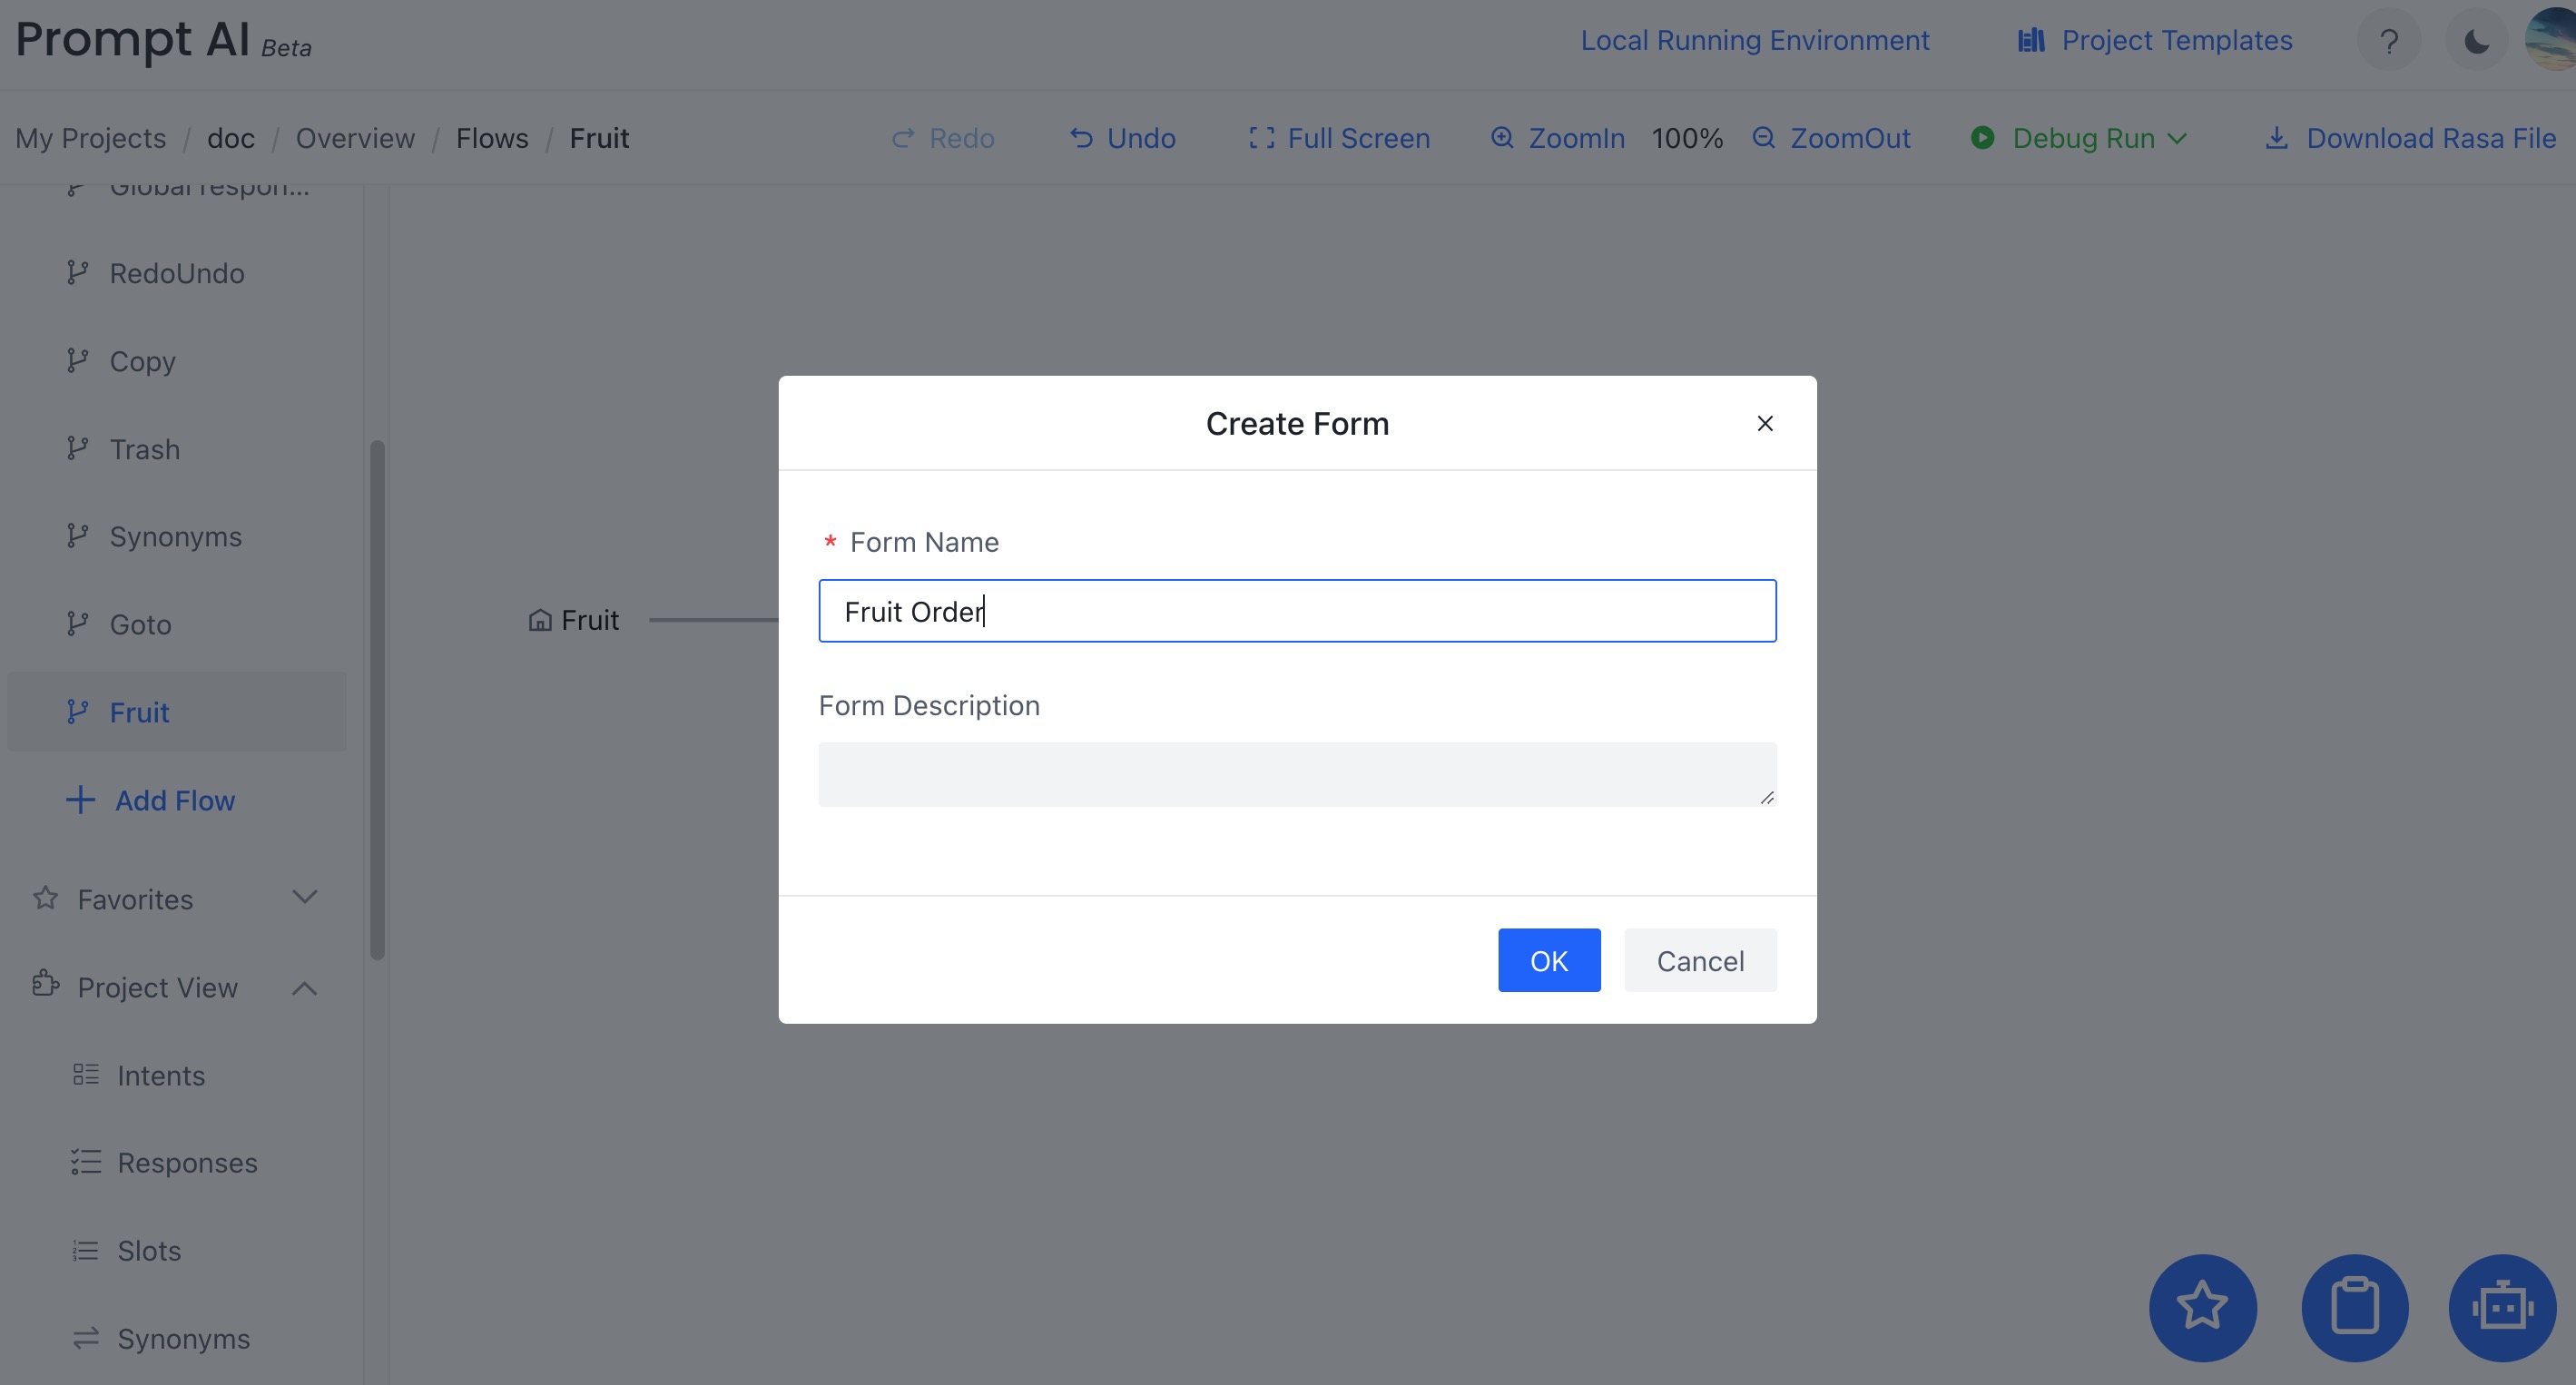 Prompt AI Beta
Local Running Environment
Project Templates
?
My Projects / doc / Overview / Flows / Fruit
Redo
Undo
Full Screen
ZoomIn
100%
ZoomOut
Debug Run
Download Rasa File
Global respon...
RedoUndo
Copy
Trash
Synonyms
Goto
Fruit
Add Flow
Favorites
Project View
Intents
Responses
Slots
Synonyms
Fruit
Create Form
* Form Name
Fruit Order
Form Description
OK
Cancel